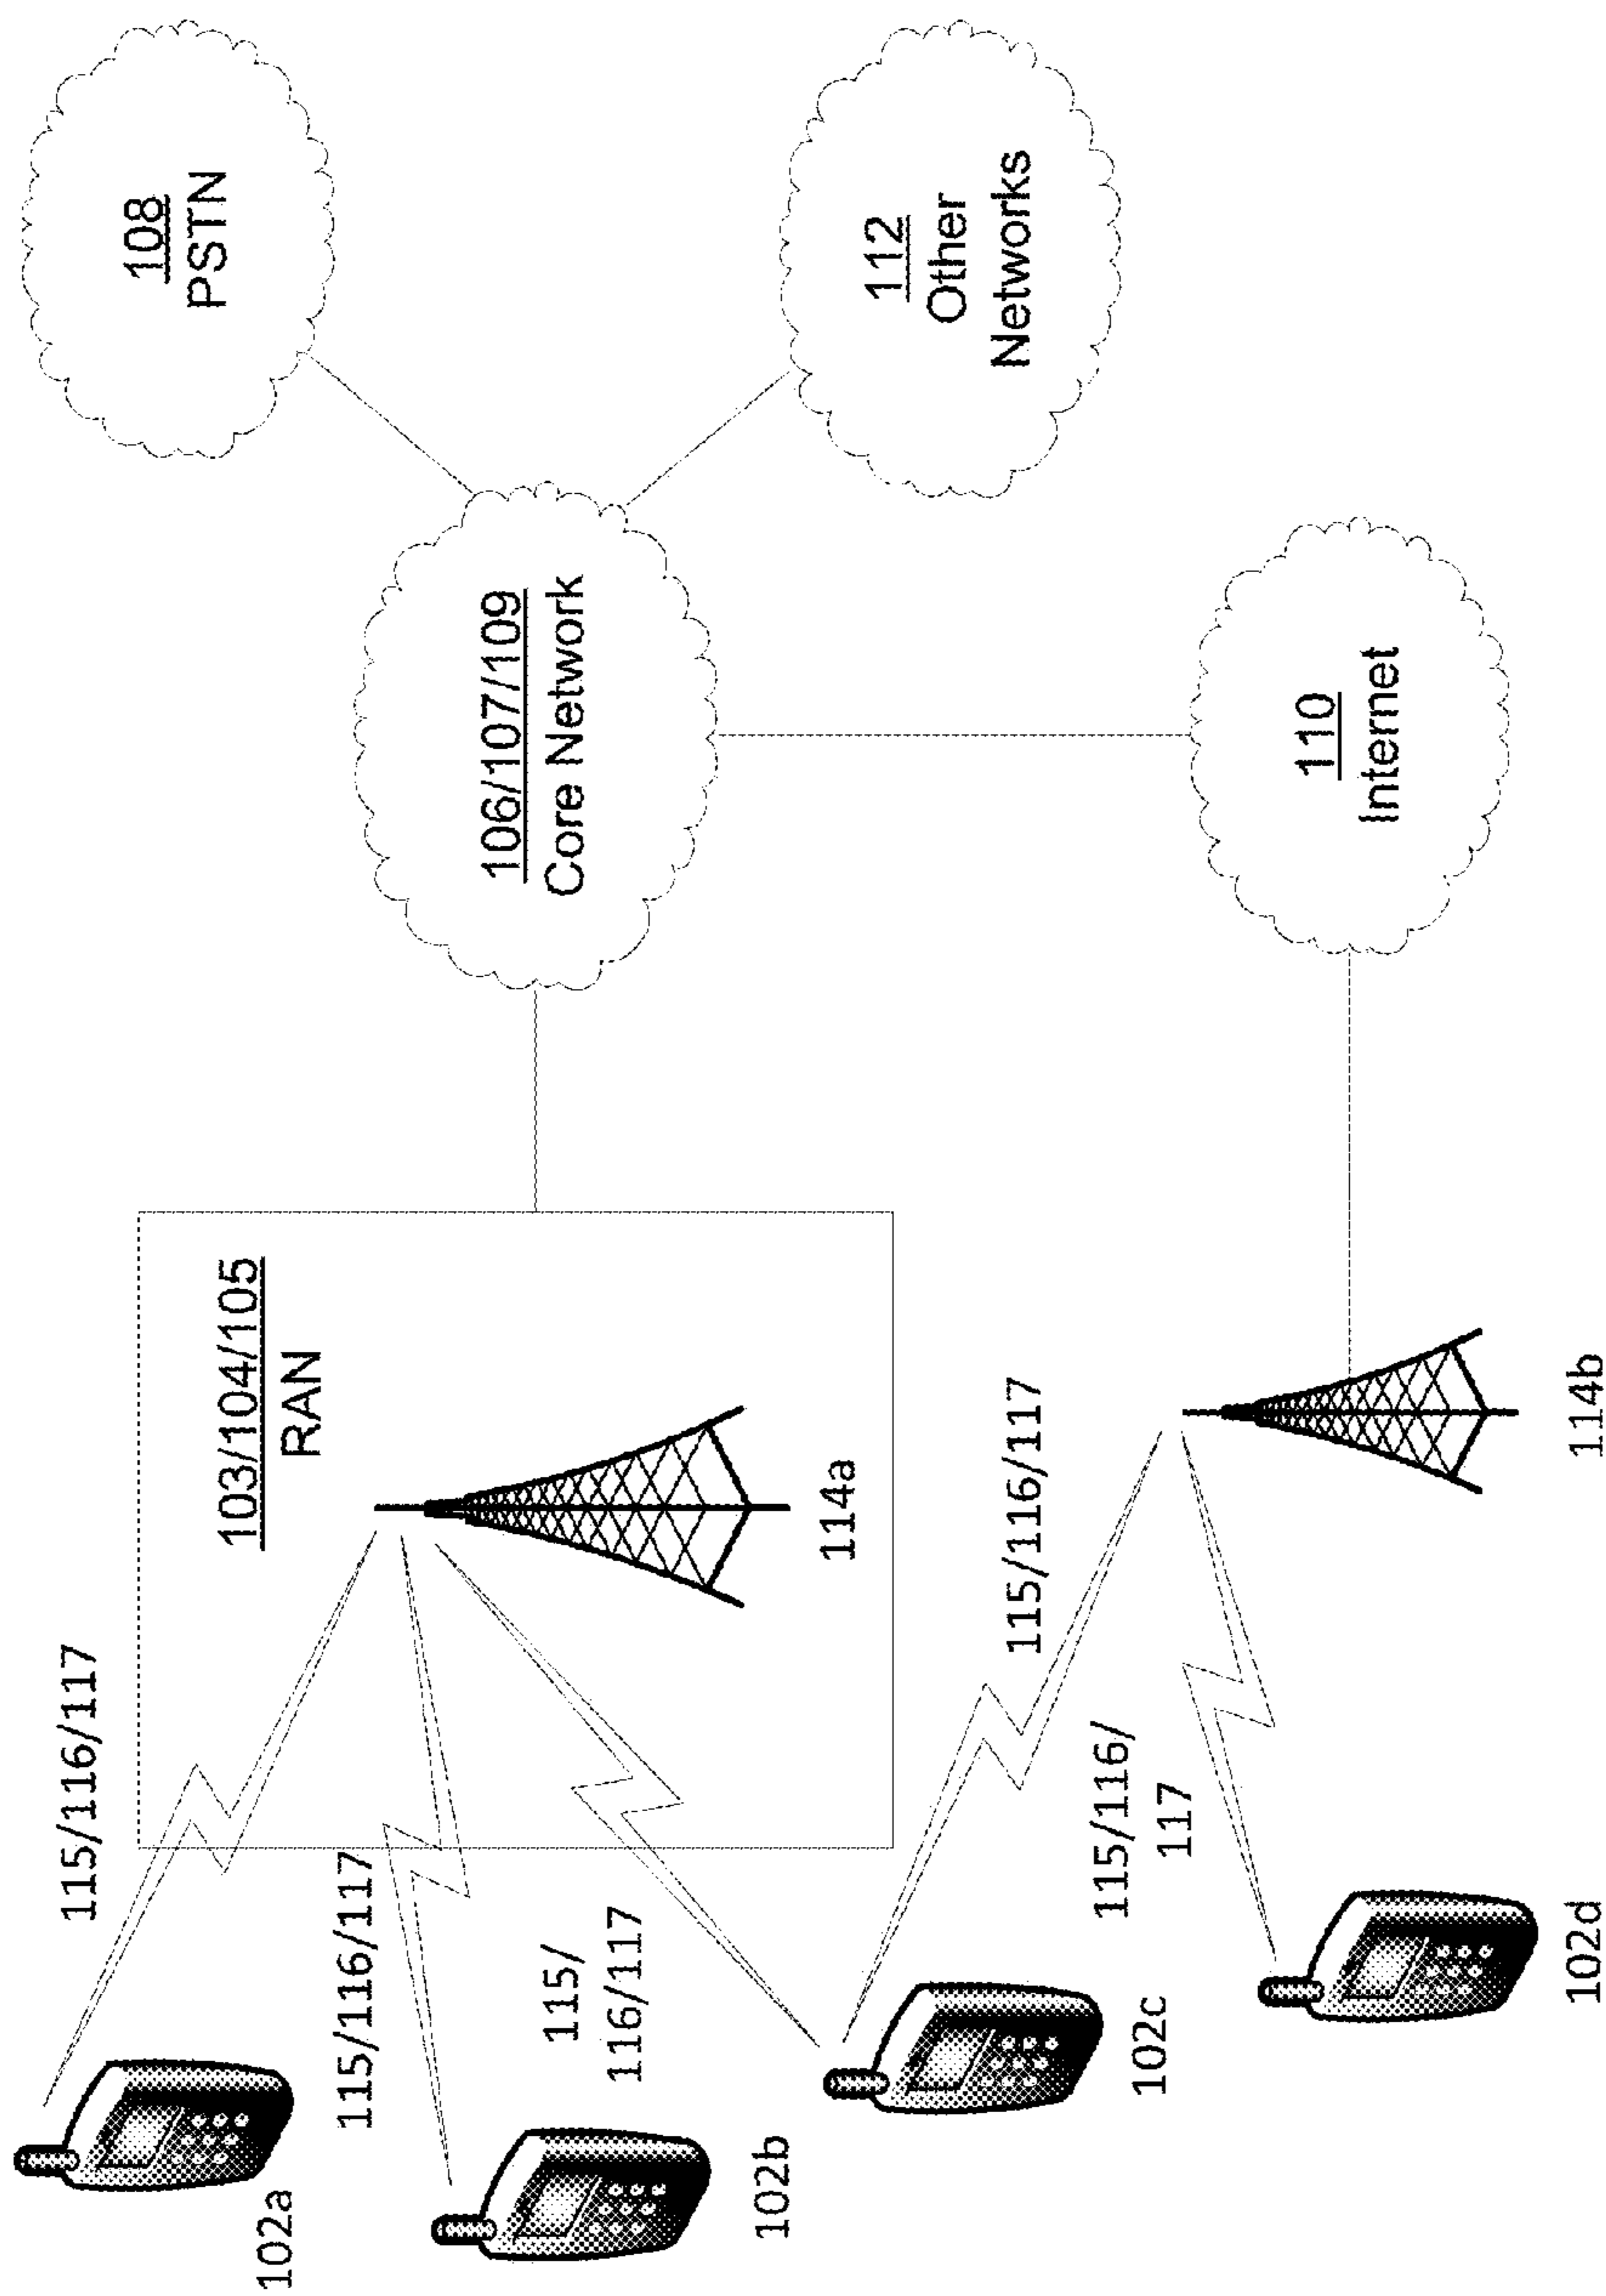 102a
115/116/117
103/104/105
RAN
108
PSTN
102b
115/116/117
106/107/109
Core Network
115/
116/117
114a
112
Other
Networks
102c
115/116/117
115/116/
117
110
Internet
102d
114b